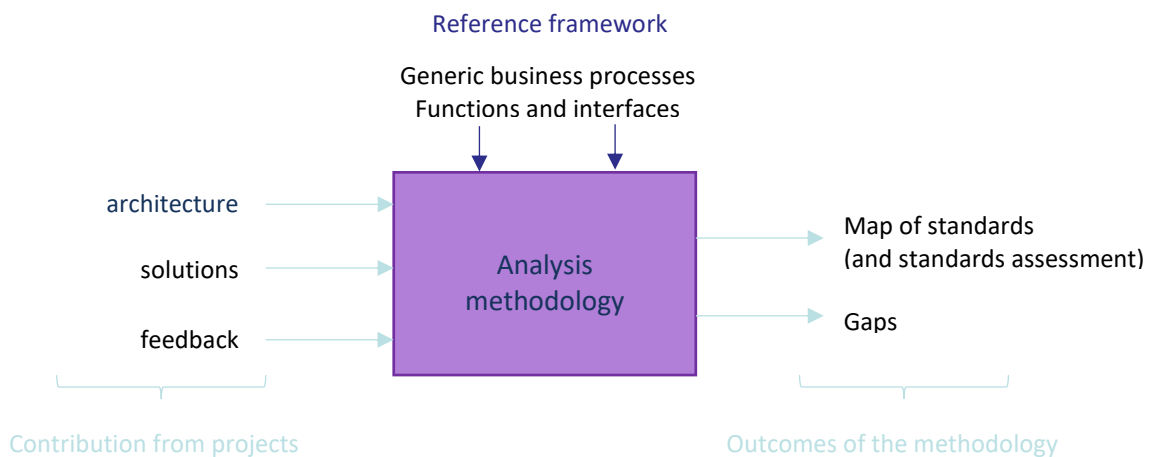 Reference framework
Generic business processes
Functions and interfaces
architecture
solutions
feedback
Analysis
methodology
Map of standards
(and standards assessment)
Gaps
Contribution from projects
Outcomes of the methodology